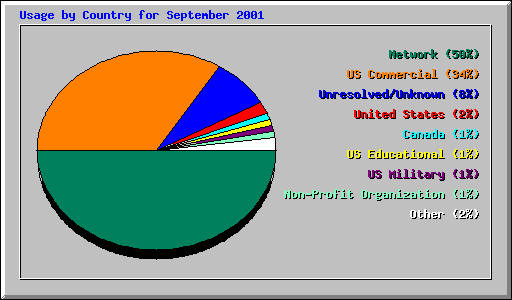 Usage by Country for September 2001
Network (50%)
US Commercial (34%)
Unresolved/Unknown (8%)
United States (2%)
Canada (1%)
US Educational (1%)
US Military (1%)
Non-Profit Organization (1%)
Other (2%)